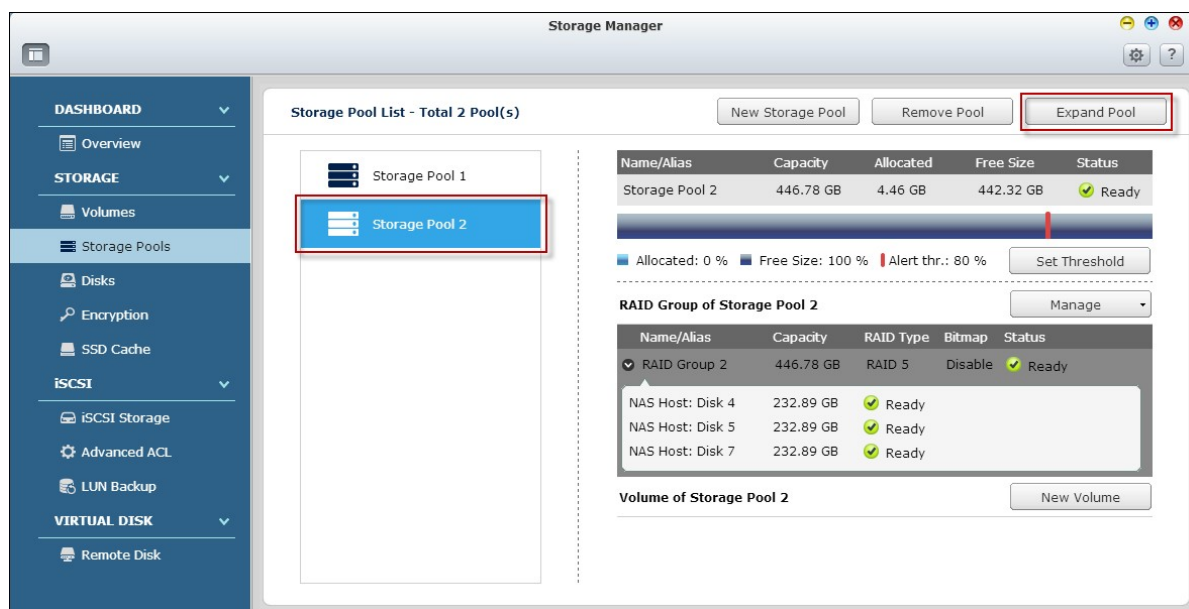 Storage Manager
?
DASHBOARD
Overview
STORAGE
Volumes
Storage Pools
Disks
Encryption
SSD Cache
iSCSI
iSCSI Storage
Advanced ACL
LUN Backup
VIRTUAL DISK
Remote Disk
Storage Pool List - Total 2 Pool(s) New Storage Pool Remove Pool Expand Pool
Storage Pool 1
Storage Pool 2
Name/Alias Capacity Allocated Free Size Status
Storage Pool 2 446.78 GB 4.46 GB 442.32 GB Ready
Allocated: 0 % Free Size: 100 % Alert thr.: 80 % Set Threshold
RAID Group of Storage Pool 2 Manage
Name/Alias Capacity RAID Type Bitmap Status
RAID Group 2 446.78 GB RAID 5 Disable Ready
NAS Host: Disk 4 232.89 GB Ready
NAS Host: Disk 5 232.89 GB Ready
NAS Host: Disk 7 232.89 GB Ready
Volume of Storage Pool 2 New Volume